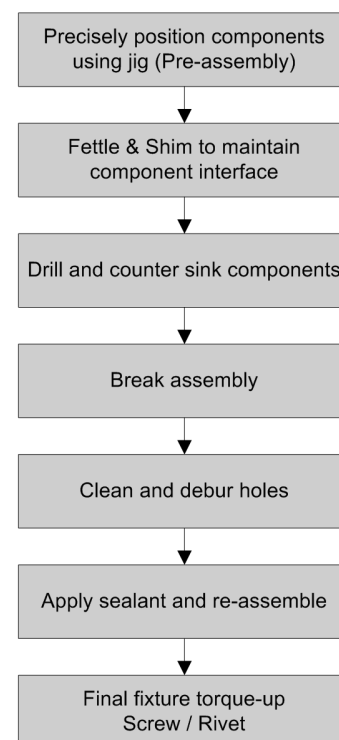 Precisely position components
using jig (Pre-assembly)
Fettle & Shim to maintain
component interface
Drill and counter sink components
Break assembly
Clean and debur holes
Apply sealant and re-assemble
Final fixture torque-up
Screw / Rivet